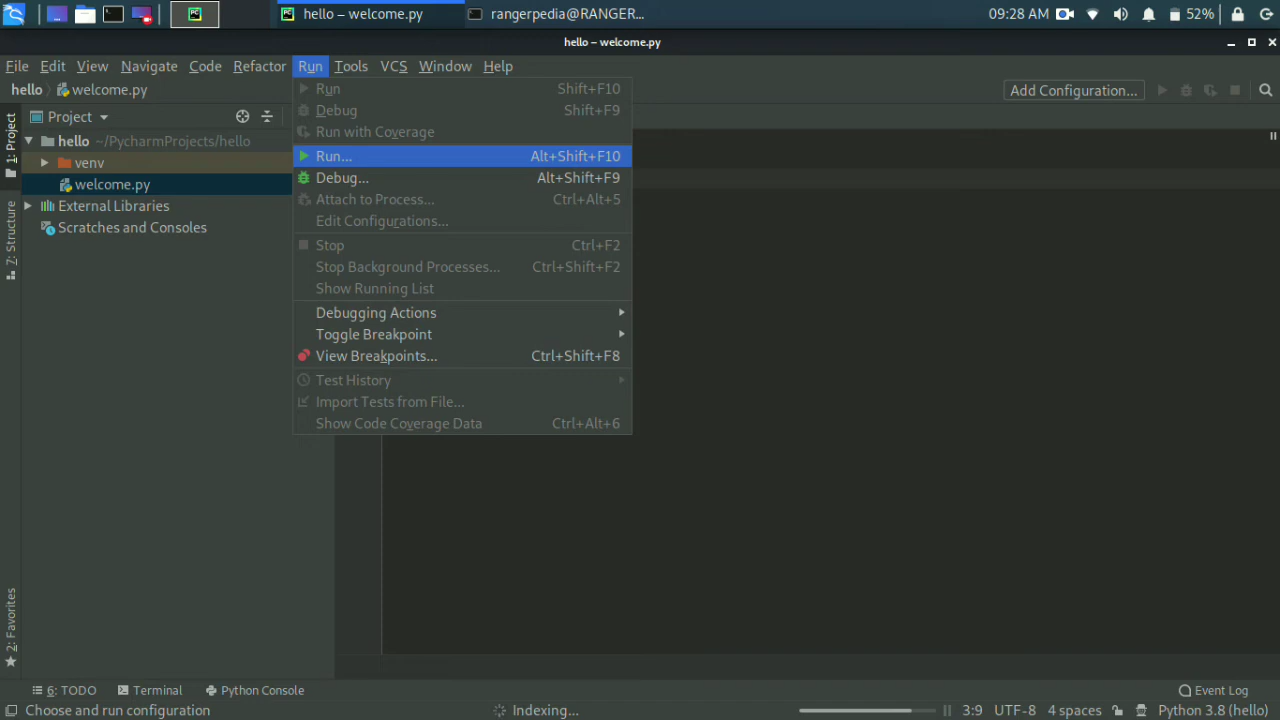 hello – welcome.py
rangerpedia@RANGER...
09:28 AM
52%
hello – welcome.py
File Edit View Navigate Code Refactor Run Tools VCS Window Help
hello welcome.py
Add Configuration...
1: Project
Project
hello ~/PycharmProjects/hello
venv
welcome.py
External Libraries
Scratches and Consoles
Z: Structure
2: Favorites
Run Shift+F10
Debug Shift+F9
Run with Coverage
Run... Alt+Shift+F10
Debug... Alt+Shift+F9
Attach to Process... Ctrl+Alt+5
Edit Configurations...
Stop Ctrl+F2
Stop Background Processes... Ctrl+Shift+F2
Show Running List
Debugging Actions
Toggle Breakpoint
View Breakpoints... Ctrl+Shift+F8
Test History
Import Tests from File...
Show Code Coverage Data Ctrl+Alt+6
6: TODO Terminal Python Console Event Log
Choose and run configuration Indexing... 3:9 UTF-8 4 spaces Python 3.8 (hello)